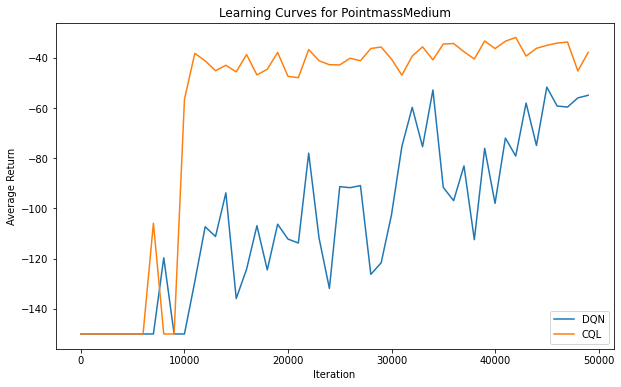 Learning Curves for PointmassMedium
Average Return
−40
−60
−80
−100
−120
−140
0
10000
20000
30000
40000
50000
Iteration
DQN
CQL